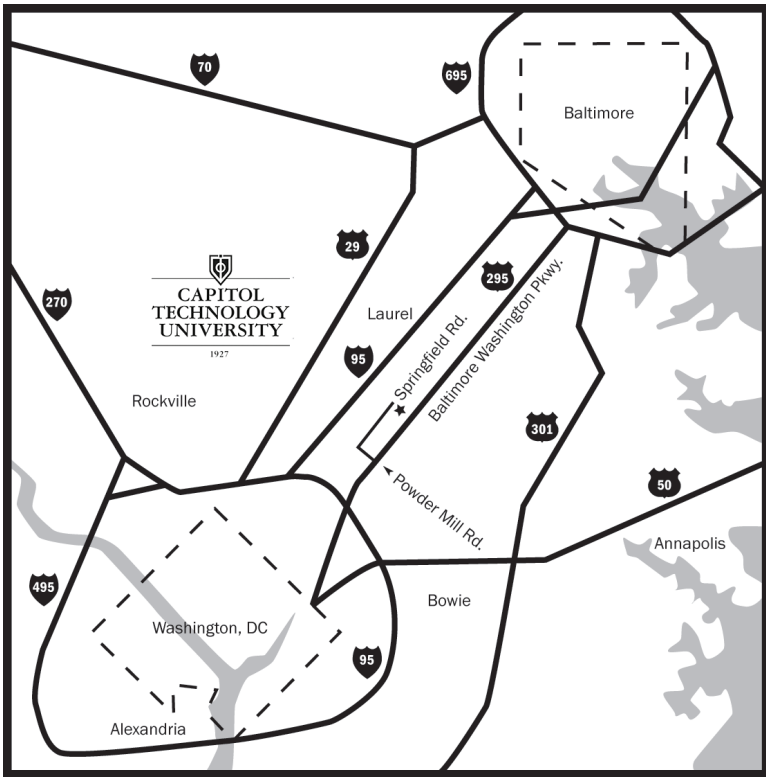 70
695
Baltimore
29
295
270
CAPITOL
TECHNOLOGY
UNIVERSITY
1927
Laurel
95
Springfield Rd.
Baltimore Washington Pkwy.
Rockville
301
50
Powder Mill Rd.
Annapolis
495
Bowie
Washington, DC
95
Alexandria